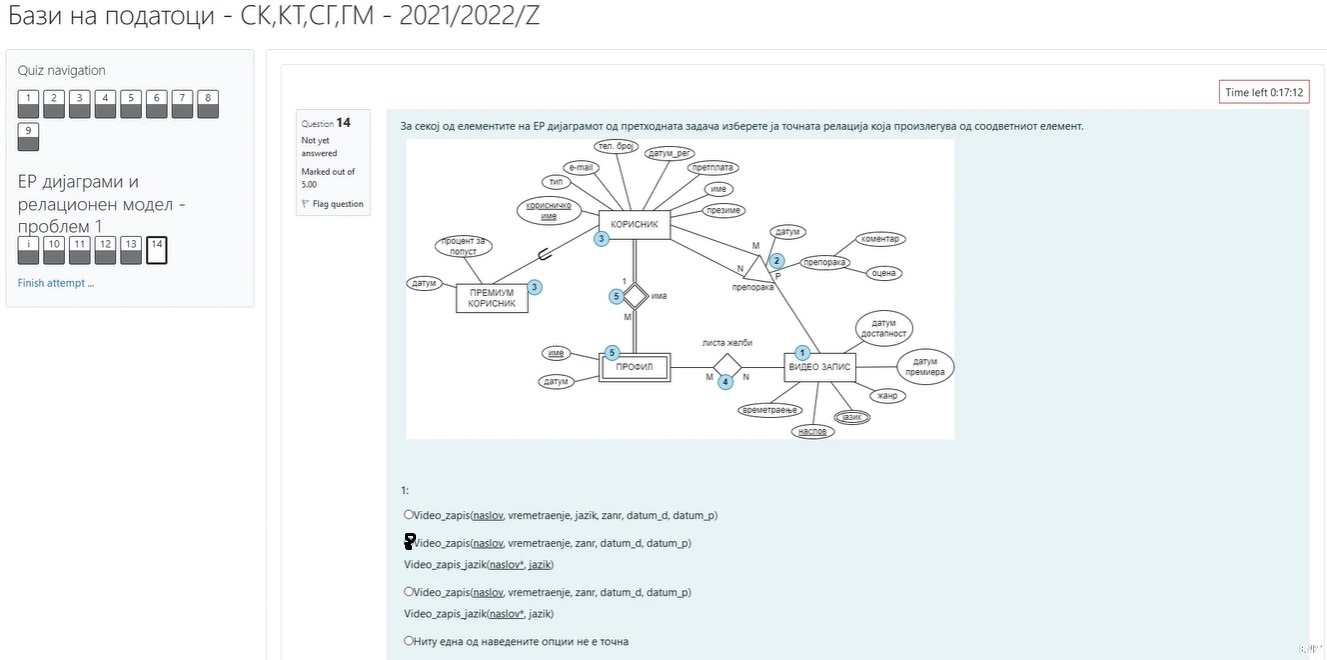 Бази на податоци - СК,КТ,СГ,ГМ - 2021/2022/Z
Quiz navigation
1 2 3 4 5 6 7 8
9
ЕР дијаграми и
релационен модел -
проблем 1
i 10 11 12 13 14
Finish attempt ...
Time left 0:17:12
Question 14
Not yet
answered
Marked out of
5.00
Flag question
За секој од елементите на ЕР дијаграмот од претходната задача изберете ја точната релација која произлегува од соодветниот елемент.
тел. број
датум_рег
e-mail
претплата
тип
име
корисничко
име
презиме
КОРИСНИК
3
датум
M
коментар
процент за
попуст
2
N
препорака
P
оцена
датум
препорака
ПРЕМИУМ
КОРИСНИК
3
1
5
има
M
датум
достапност
листа желби
име
5
ПРОФИЛ
1
ВИДЕО ЗАПИС
датум
премиера
датум
M
4
N
жанр
времетраење
јазик
наслов
1:
Video_zapis(naslov, vremetraenje, jazik, zanr, datum_d, datum_p)
Video_zapis(naslov, vremetraenje, zanr, datum_d, datum_p)
Video_zapis_jazik(naslov*, jazik)
Video_zapis(naslov, vremetraenje, zanr, datum_d, datum_p)
Video_zapis_jazik(naslov*, jazik)
Ниту една од наведените опции не е точна